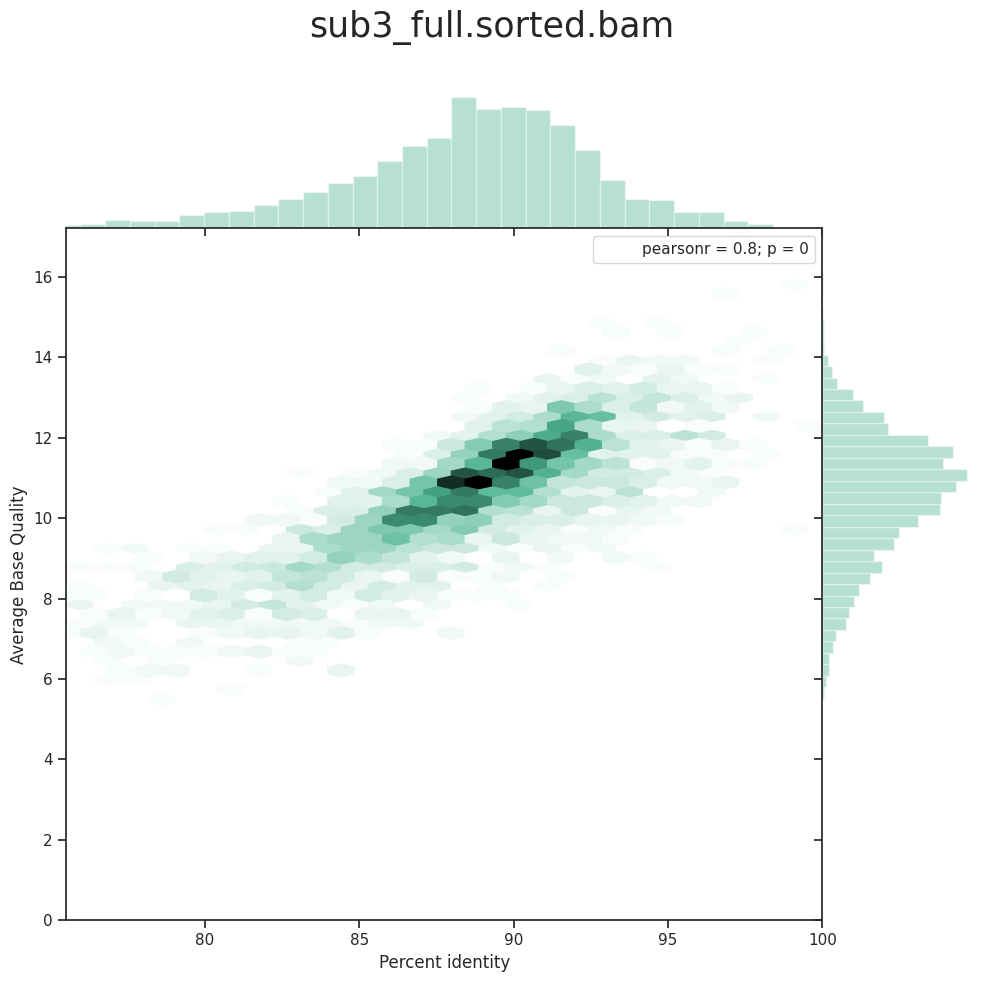 sub3_full.sorted.bam
pearsonr = 0.8; p = 0
16
14
12
10
8
6
4
2
0
Average Base Quality
80 85 90 95 100
Percent identity